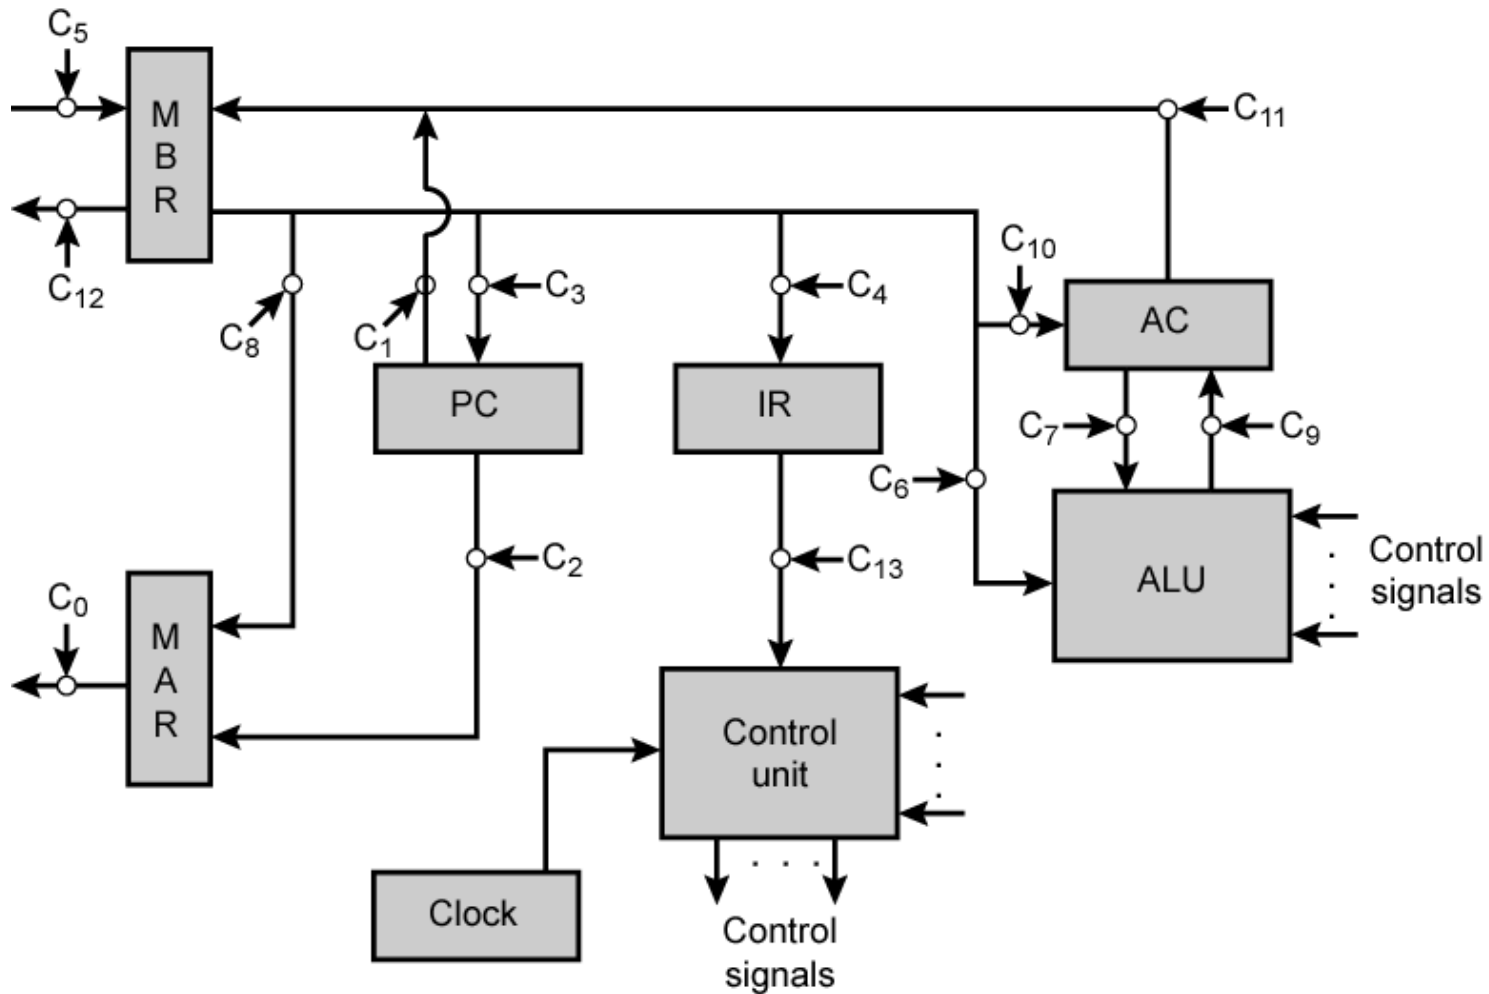 C5
C11
M
B
R
C12
C10
C8
C1
C3
C4
AC
PC
IR
C7
C9
C6
C2
C13
ALU
Control
signals
C0
M
A
R
Control
unit
Clock
Control
signals